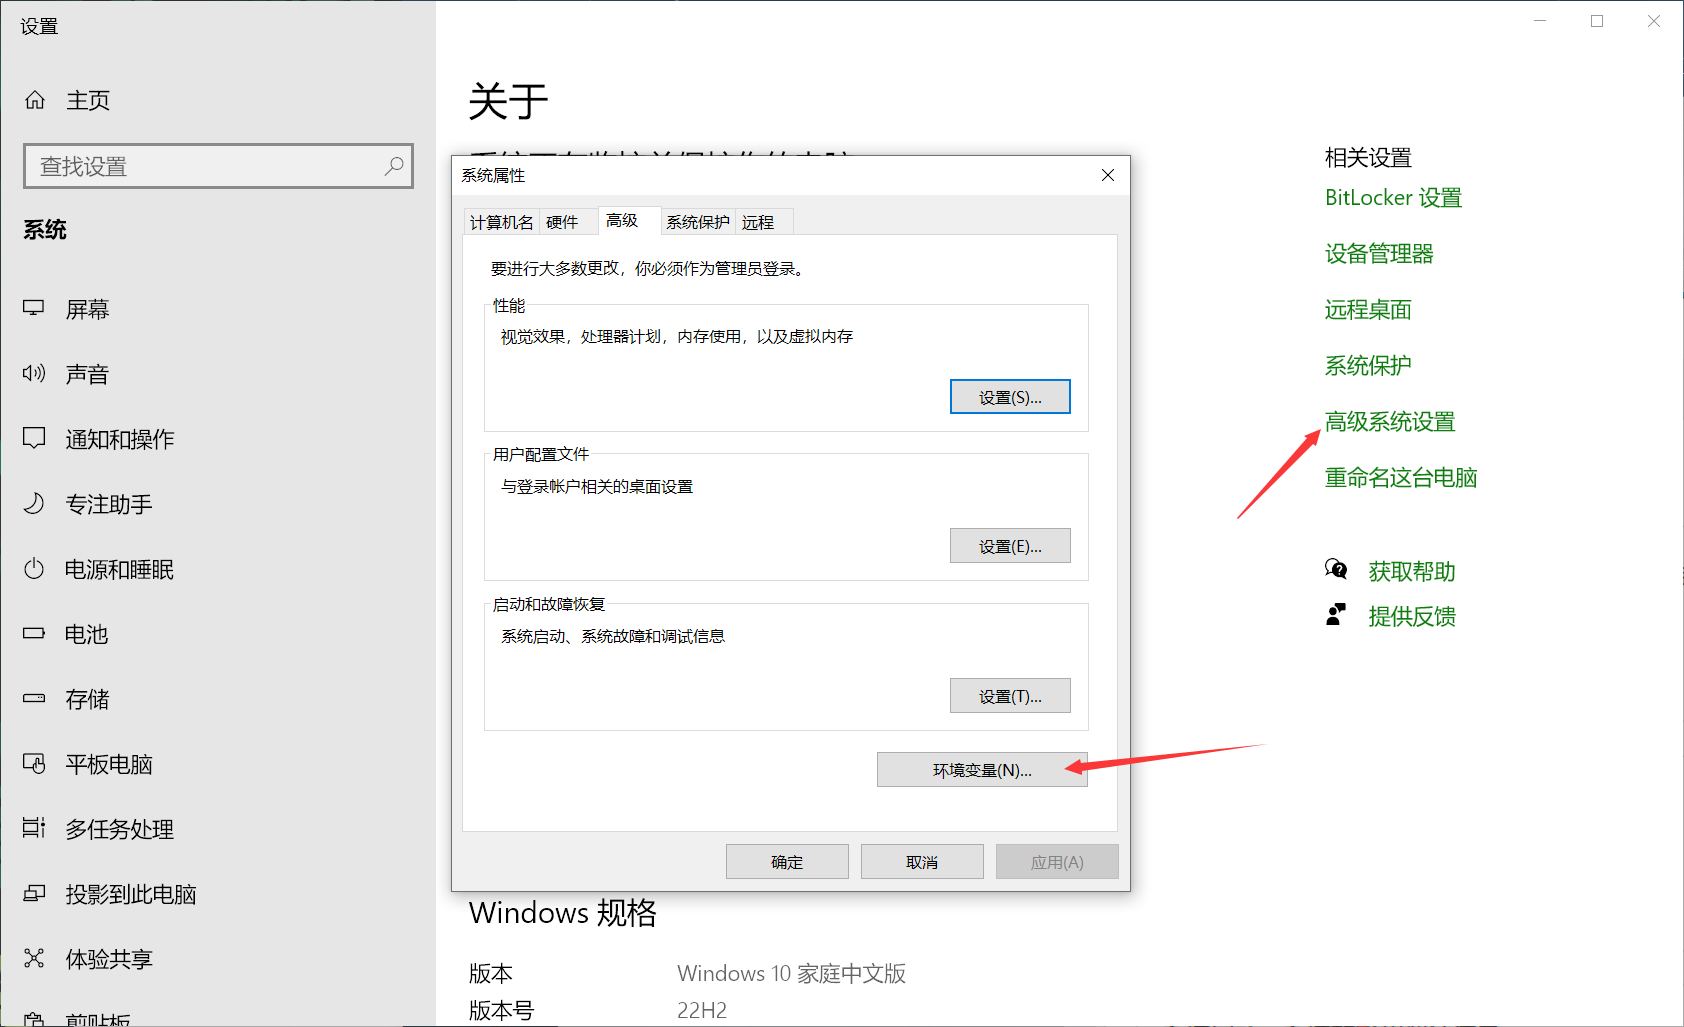 设置
主页
查找设置
系统
屏幕
声音
通知和操作
专注助手
电源和睡眠
电池
存储
平板电脑
多任务处理
投影到此电脑
体验共享
剪贴板
关于
系统属性
计算机名 硬件 高级 系统保护 远程
要进行大多数更改，你必须作为管理员登录。
性能
视觉效果，处理器计划，内存使用，以及虚拟内存
设置(S)...
用户配置文件
与登录帐户相关的桌面设置
设置(E)...
启动和故障恢复
系统启动、系统故障和调试信息
设置(T)...
环境变量(N)...
确定 取消 应用(A)
Windows 规格
版本 Windows 10 家庭中文版
版本号 22H2
相关设置
BitLocker 设置
设备管理器
远程桌面
系统保护
高级系统设置
重命名这台电脑
获取帮助
提供反馈